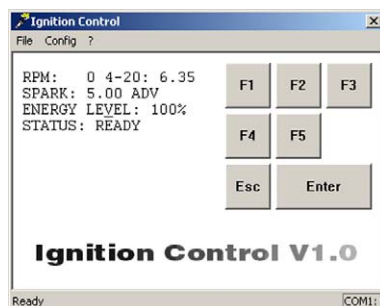 Ignition Control
File Config ?
RPM: 0 4-20: 6.35
SPARK: 5.00 ADV
ENERGY LEVEL: 100%
STATUS: READY
F1 F2 F3
F4 F5
Esc Enter
Ignition Control V1.0
Ready COM1: